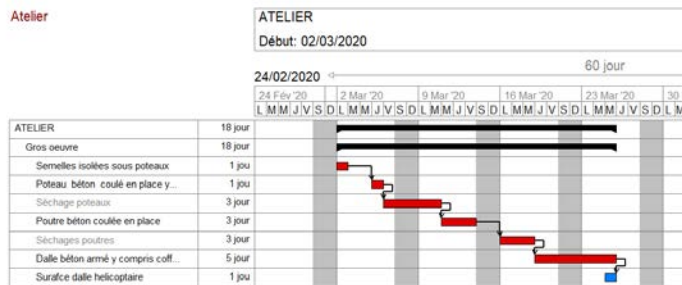 Atelier
ATELIER
Début: 02/03/2020
24/02/2020
60 jour
24 Fév '20 2 Mar '20 9 Mar '20 16 Mar '20 23 Mar '20 30
L M M J V S D L M M J V S D L M M J V S D L M M J V S D L M M J V S D L M
ATELIER 18 jour
Gros oeuvre 18 jour
Semelles isolées sous poteaux 1 jou
Poteau béton coulé en place y... 1 jou
Sèchage poteaux 3 jour
Poutre béton coulée en place 3 jour
Séchages poutres 3 jour
Dalle béton armé y compris coff... 5 jour
Surafce dalle helicoptaire 1 jou